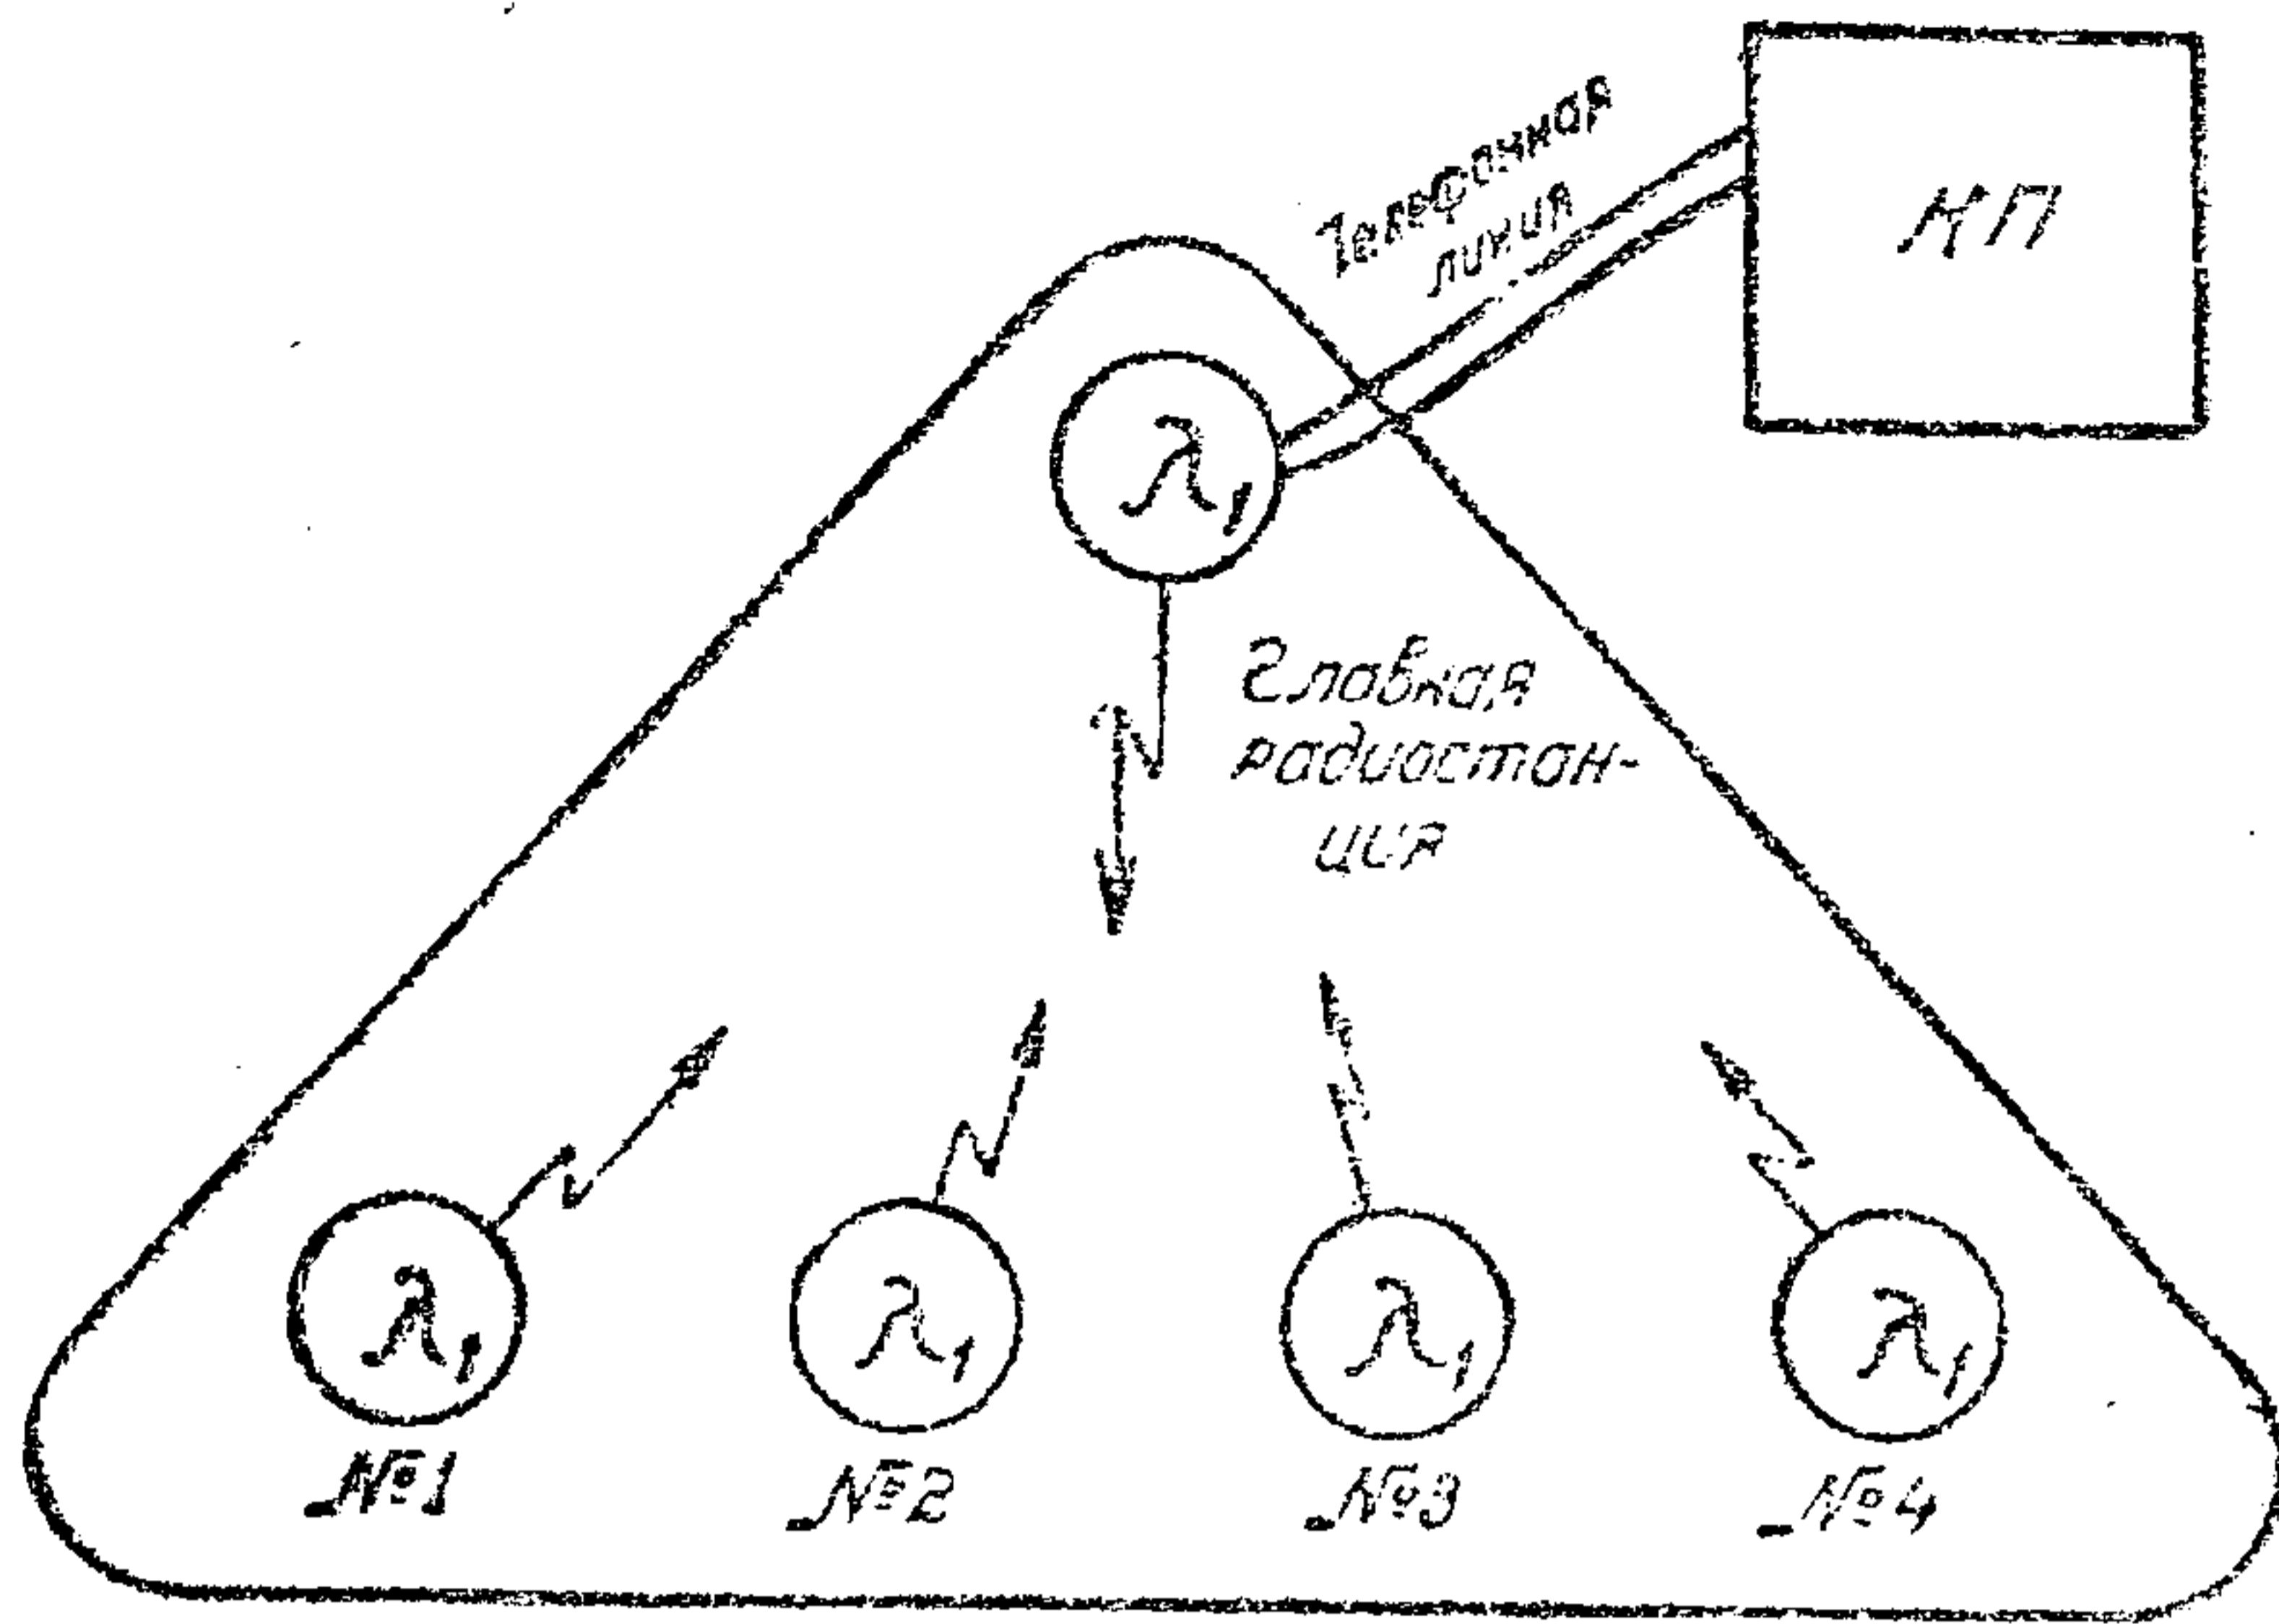 Телефонная
линия
КП
λ₁
Главная
радиостан-
ция
λ₁ λ₁ λ₁ λ₁
№1 №2 №3 №4